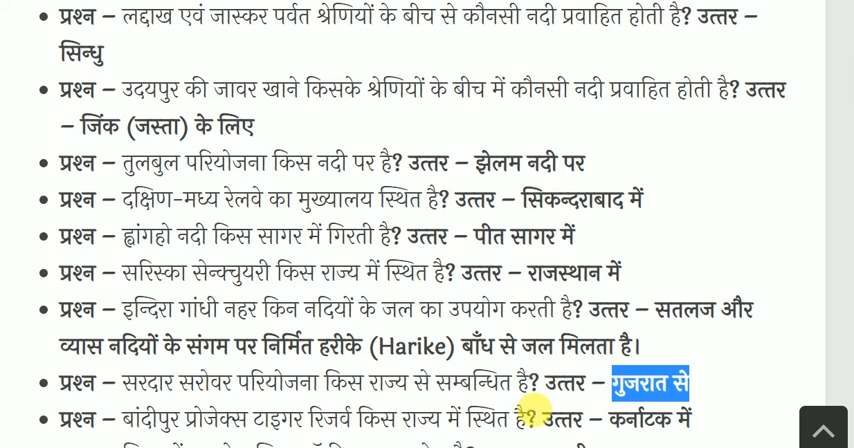 प्रश्न – लद्दाख एवं जास्कर पर्वत श्रेणियों के बीच से कौनसी नदी प्रवाहित होती है? उत्तर –
सिन्धु
प्रश्न – उदयपुर की जावर खाने किसके श्रेणियों के बीच में कौनसी नदी प्रवाहित होती है? उत्तर
– जिंक (जस्ता) के लिए
प्रश्न – तुलबुल परियोजना किस नदी पर है? उत्तर – झेलम नदी पर
प्रश्न – दक्षिण-मध्य रेलवे का मुख्यालय स्थित है? उत्तर – सिकन्दराबाद में
प्रश्न – ह्वांगहो नदी किस सागर में गिरती है? उत्तर – पीत सागर में
प्रश्न – सरिस्का सेन्क्चुयरी किस राज्य में स्थित है? उत्तर – राजस्थान में
प्रश्न – इन्दिरा गांधी नहर किन नदियों के जल का उपयोग करती है? उत्तर – सतलज और
व्यास नदियों के संगम पर निर्मित हरीके (Harike) बाँध से जल मिलता है।
प्रश्न – सरदार सरोवर परियोजना किस राज्य से सम्बन्धित है? उत्तर – गुजरात से
प्रश्न – बांदीपुर प्रोजेक्स टाइगर रिजर्व किस राज्य में स्थित है? उत्तर – कर्नाटक में